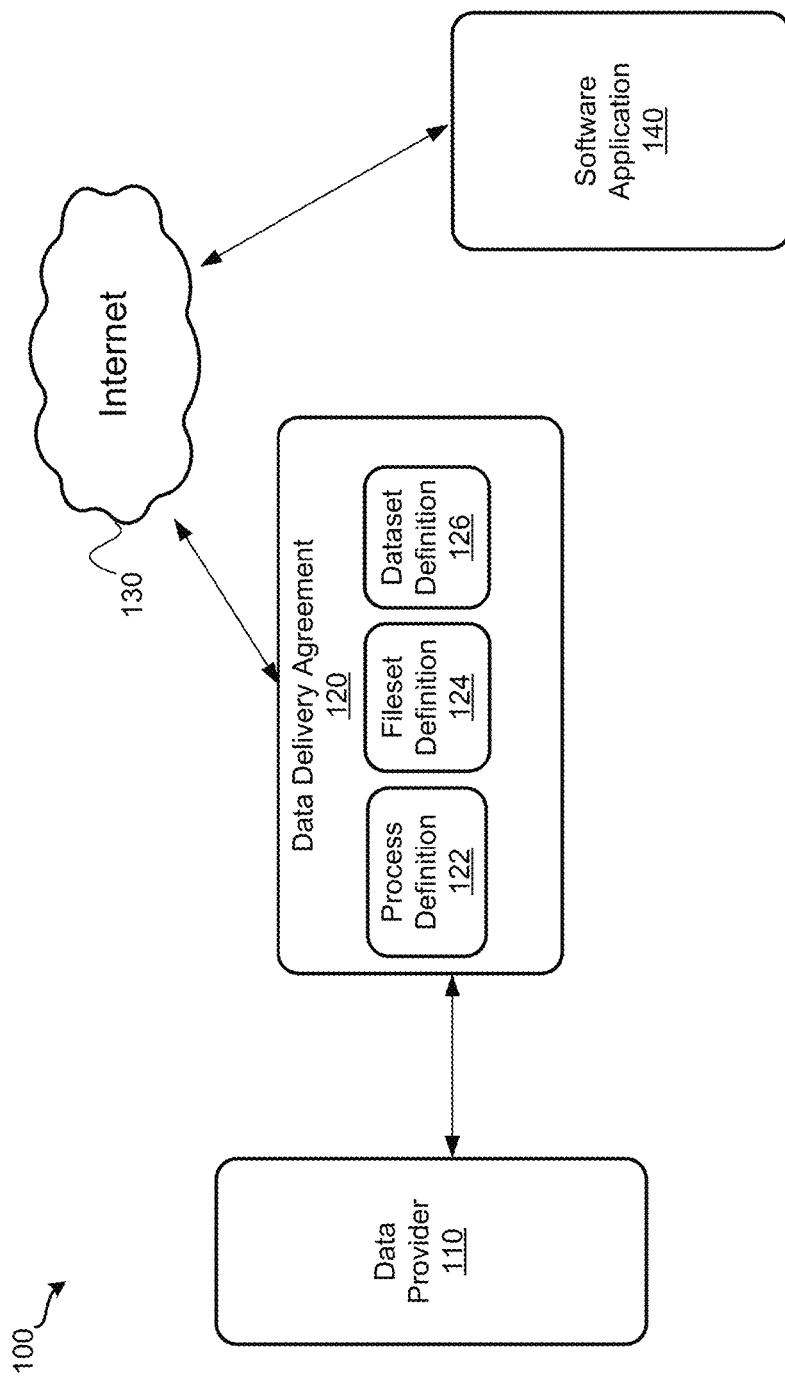 100
Data
Provider
110
Data Delivery Agreement
120
Process
Definition
122
Fileset
Definition
124
Dataset
Definition
126
130
Internet
Software
Application
140